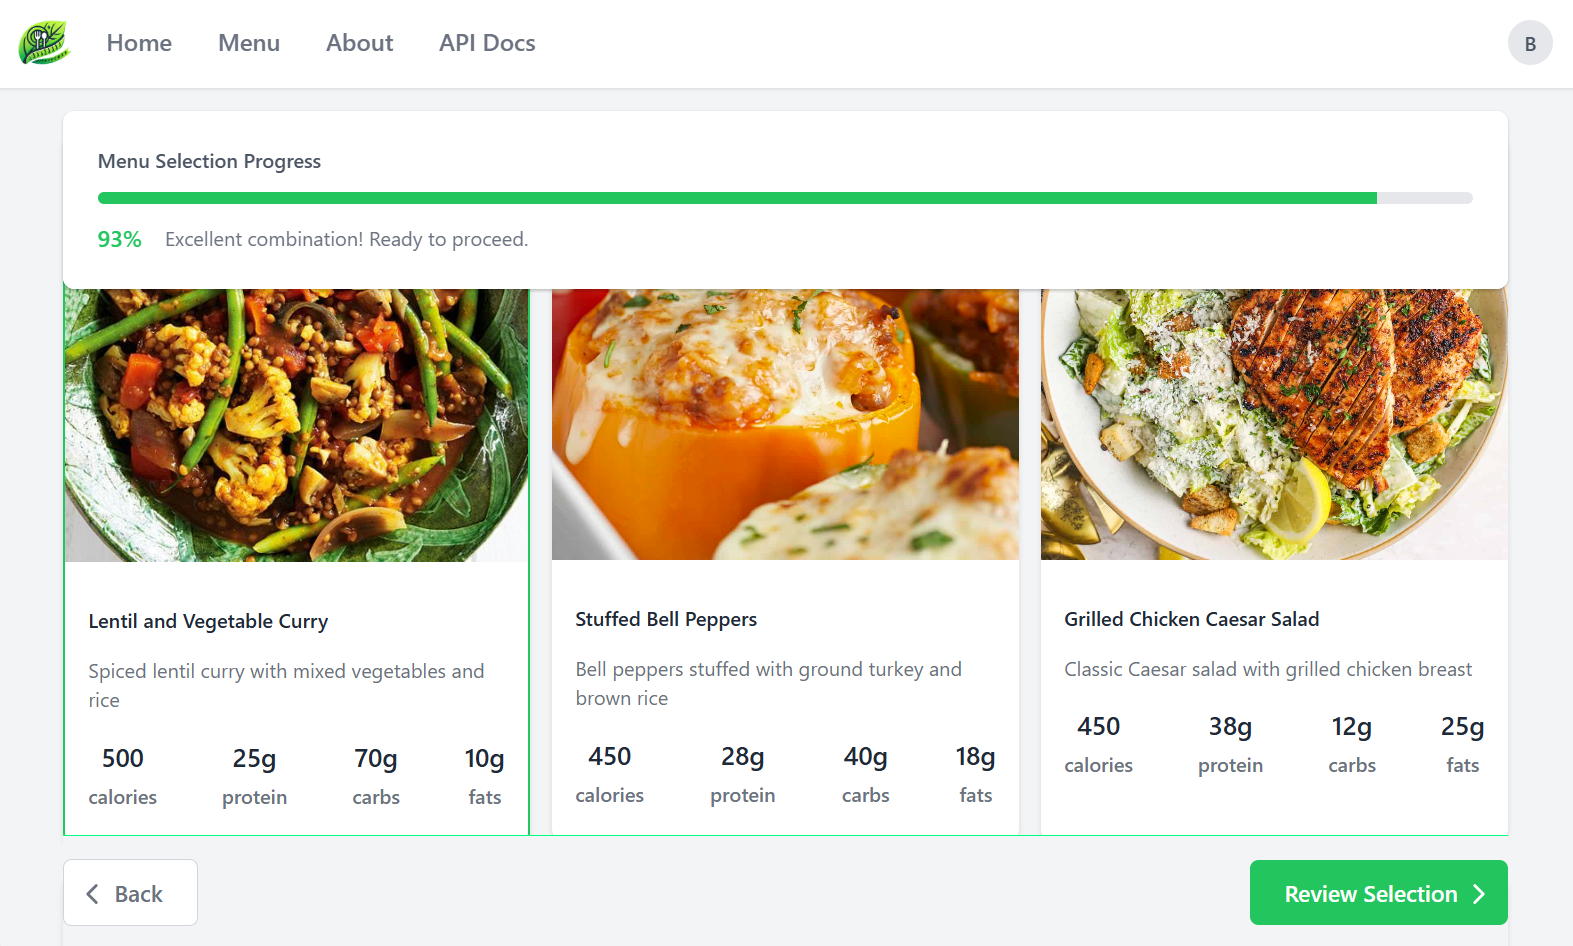 Home
Menu
About
API Docs
B
Menu Selection Progress
93%
Excellent combination! Ready to proceed.
Lentil and Vegetable Curry
Spiced lentil curry with mixed vegetables and
rice
500
25g
70g
10g
calories
protein
carbs
fats
Stuffed Bell Peppers
Bell peppers stuffed with ground turkey and
brown rice
450
28g
40g
18g
calories
protein
carbs
fats
Grilled Chicken Caesar Salad
Classic Caesar salad with grilled chicken breast
450
38g
12g
25g
calories
protein
carbs
fats
Back
Review Selection